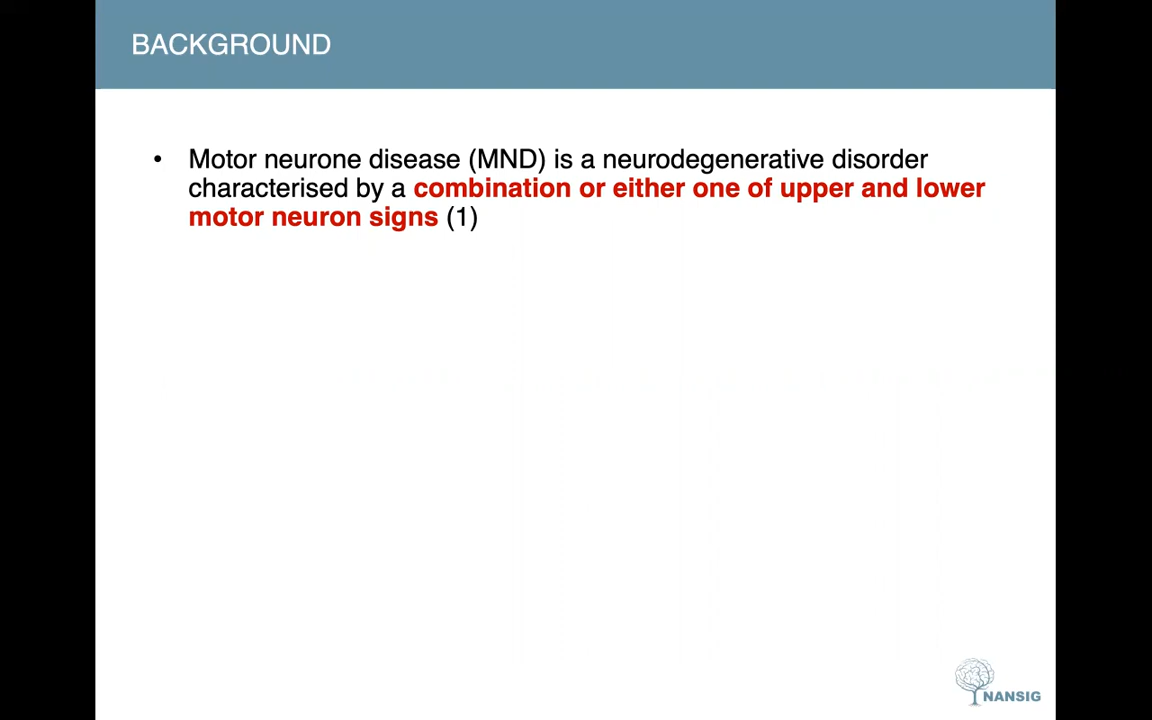 BACKGROUND
• Motor neurone disease (MND) is a neurodegenerative disorder
characterised by a combination or either one of upper and lower
motor neuron signs (1)
NANSIG